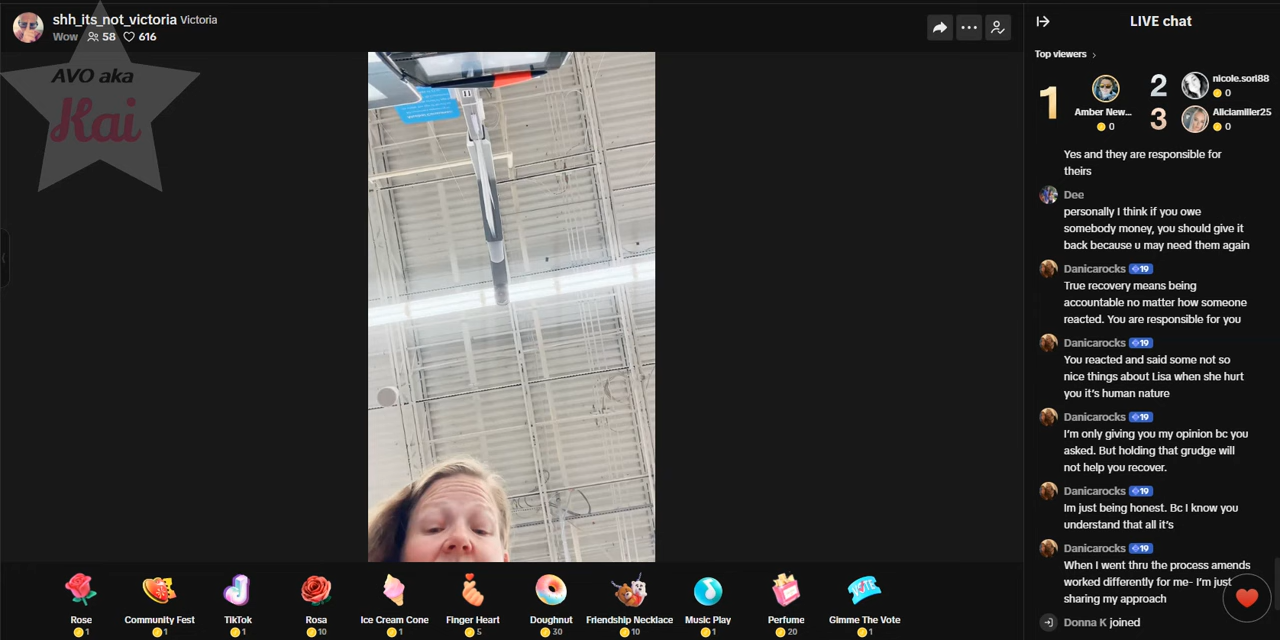 shh_its_not_victoria Victoria
Wow 58 616
AVO aka
Kai
LIVE chat
Top viewers
1
Amber New...
0
2
nicole.sorl88
0
3
Aliciamiller25
0
Yes and they are responsible for
theirs
Dee
personally I think if you owe
somebody money, you should give it
back because u may need them again
Danicarocks 19
True recovery means being
accountable no matter how someone
reacted. You are responsible for you
Danicarocks 19
You reacted and said some not so
nice things about Lisa when she hurt
you it's human nature
Danicarocks 19
I'm only giving you my opinion bc you
asked. But holding that grudge will
not help you recover.
Danicarocks 19
Im just being honest. Bc I know you
understand that all it's
Danicarocks 19
When I went thru the process amends
worked differently for me- I'm just
sharing my approach
Donna K joined
11
Rose
1
Community Fest
1
TikTok
1
Rosa
10
Ice Cream Cone
1
Finger Heart
5
Doughnut
30
Friendship Necklace
10
Music Play
1
Perfume
20
VOTE
Gimme The Vote
1